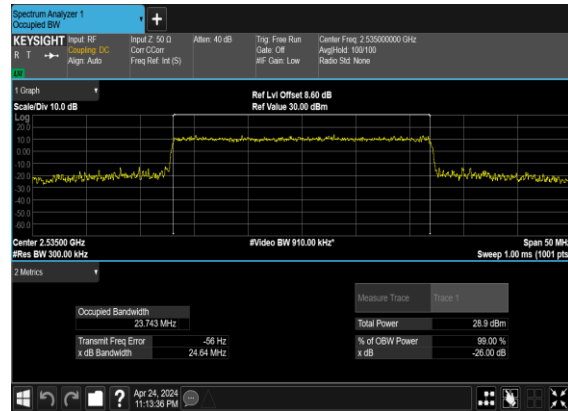 Spectrum Analyzer 1
Occupied BW
KEYSIGHT
R T
LW
Input: RF
Coupling: DC
Align: Auto
Input Z: 50 Ω
Corr CCorr
Freq Ref: Int (S)
Atten: 40 dB
Trig: Free Run
Gate: Off
#IF Gain: Low
Center Freq: 2.535000000 GHz
Avg|Hold: 100/100
Radio Std: None
1 Graph
Scale/Div 10.0 dB
Ref Lvl Offset 8.60 dB
Ref Value 30.00 dBm
Log
20.0
10.0
0.00
-10.0
-20.0
-30.0
-40.0
-50.0
-60.0
Center 2.53500 GHz
#Res BW 300.00 kHz
#Video BW 910.00 kHz*
Span 50 MHz
Sweep 1.00 ms (1001 pts
2 Metrics
Occupied Bandwidth
23.743 MHz
Transmit Freq Error -56 Hz
x dB Bandwidth 24.64 MHz
Measure Trace Trace 1
Total Power 28.9 dBm
% of OBW Power 99.00 %
x dB -26.00 dB
?
Apr 24, 2024
11:13:36 PM